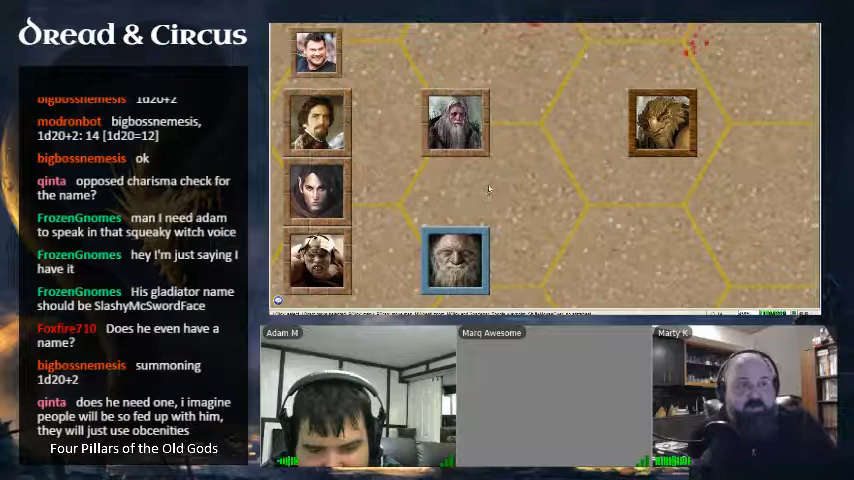 Dread & Circus
bigbossnemesis 1d20+2
modronbot bigbossnemesis,
1d20+2: 14 [1d20=12]
bigbossnemesis ok
qinta opposed charisma check for
the name?
FrozenGnomes man I need adam
to speak in that squeaky witch voice
FrozenGnomes hey I'm just saying I
have it
FrozenGnomes His gladiator name
should be SlashyMcSwordFace
Foxfire710 Does he even have a
name?
bigbossnemesis summoning
1d20+2
qinta does he need one, i imagine
people will be so fed up with him,
they will just use obcenities
Four Pillars of the Old Gods
Adam M
Marq Awesome
Marty K